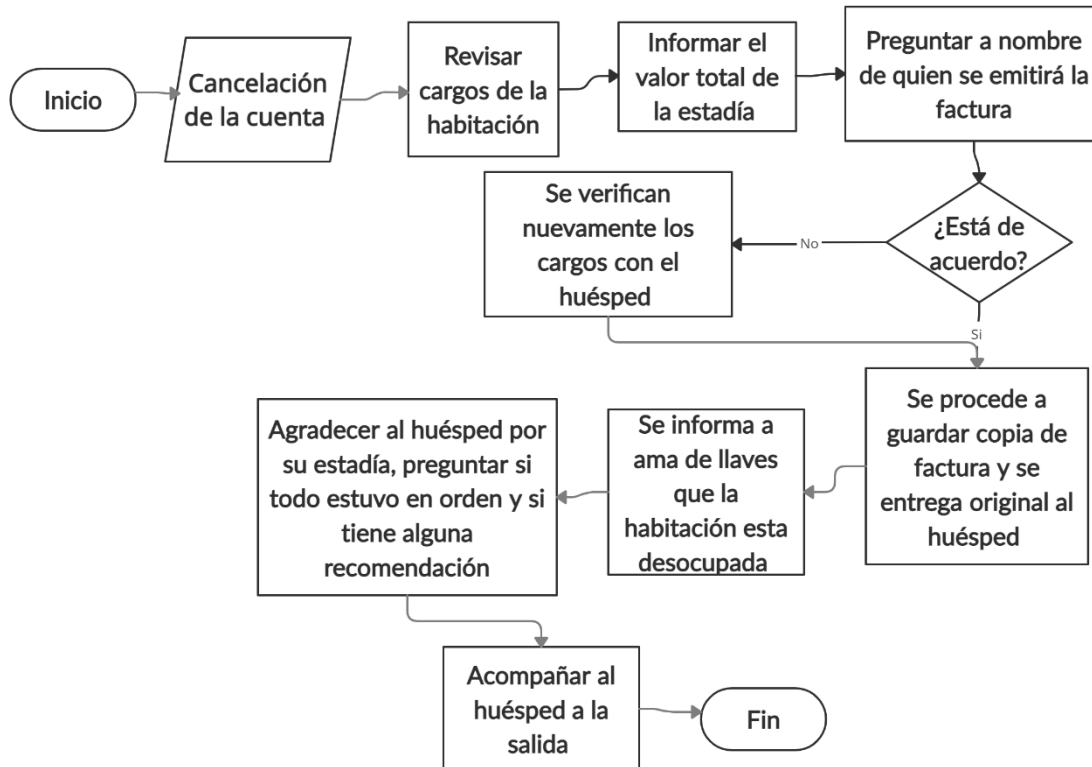 Inicio
Cancelación
de la cuenta
Revisar
cargos de la
habitación
Informar el
valor total de
la estadía
Preguntar a nombre
de quien se emitirá la
factura
¿Está de
acuerdo?
No
Se verifican
nuevamente los
cargos con el
huésped
Si
Se procede a
guardar copia de
factura y se
entrega original al
huésped
Se informa a
ama de llaves
que la
habitación esta
desocupada
Agradecer al huésped por
su estadía, preguntar si
todo estuvo en orden y si
tiene alguna
recomendación
Acompañar al
huésped a la
salida
Fin